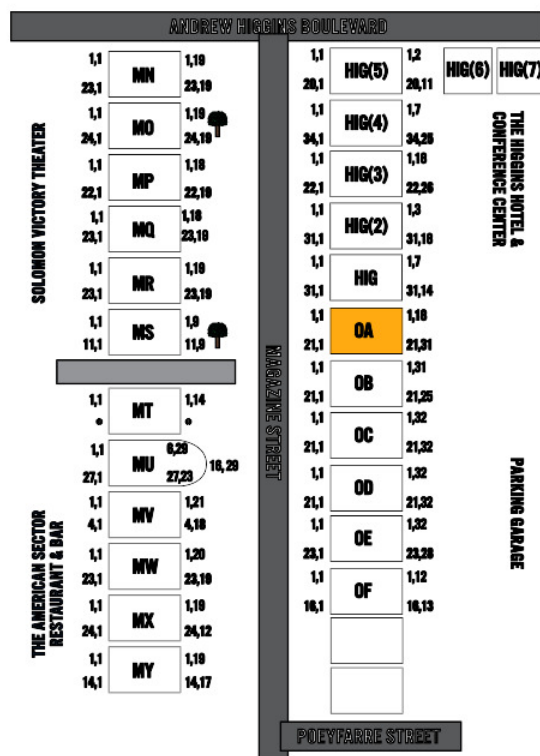 ANDREW HIGGINS BOULEVARD
1,1 MN 1,19
23,1 23,19
1,1 MO 1,19
24,1 24,19
1,1 MP 1,18
22,1 22,19
1,1 MQ 1,18
23,1 23,19
1,1 MR 1,19
23,1 23,19
1,1 MS 1,9
11,1 11,9
1,1 MT 1,14
1,1 MU 6,29
16,29
27,1 27,23
1,1 MV 1,21
4,1 4,18
1,1 MW 1,20
23,1 23,19
1,1 MX 1,19
24,1 24,12
1,1 MY 1,19
14,1 14,17
SOLOMON VICTORY THEATER
THE AMERICAN SECTOR
RESTAURANT & BAR
MAGAZINE STREET
1,1 HIG(5) 1,2
20,1 20,11
HIG(6) HIG(7)
1,1 HIG(4) 1,7
34,1 34,25
1,1 HIG(3) 1,16
22,1 22,26
1,1 HIG(2) 1,3
31,1 31,16
1,1 HIG 1,7
31,1 31,14
1,1 OA 1,18
21,1 21,31
1,1 OB 1,31
21,1 21,25
1,1 OC 1,32
21,1 21,32
1,1 OD 1,32
21,1 21,32
1,1 OE 1,32
23,1 23,28
1,1 OF 1,12
16,1 16,13
THE HIGGINS HOTEL &
CONFERENCE CENTER
PARKING GARAGE
POEYFARRE STREET